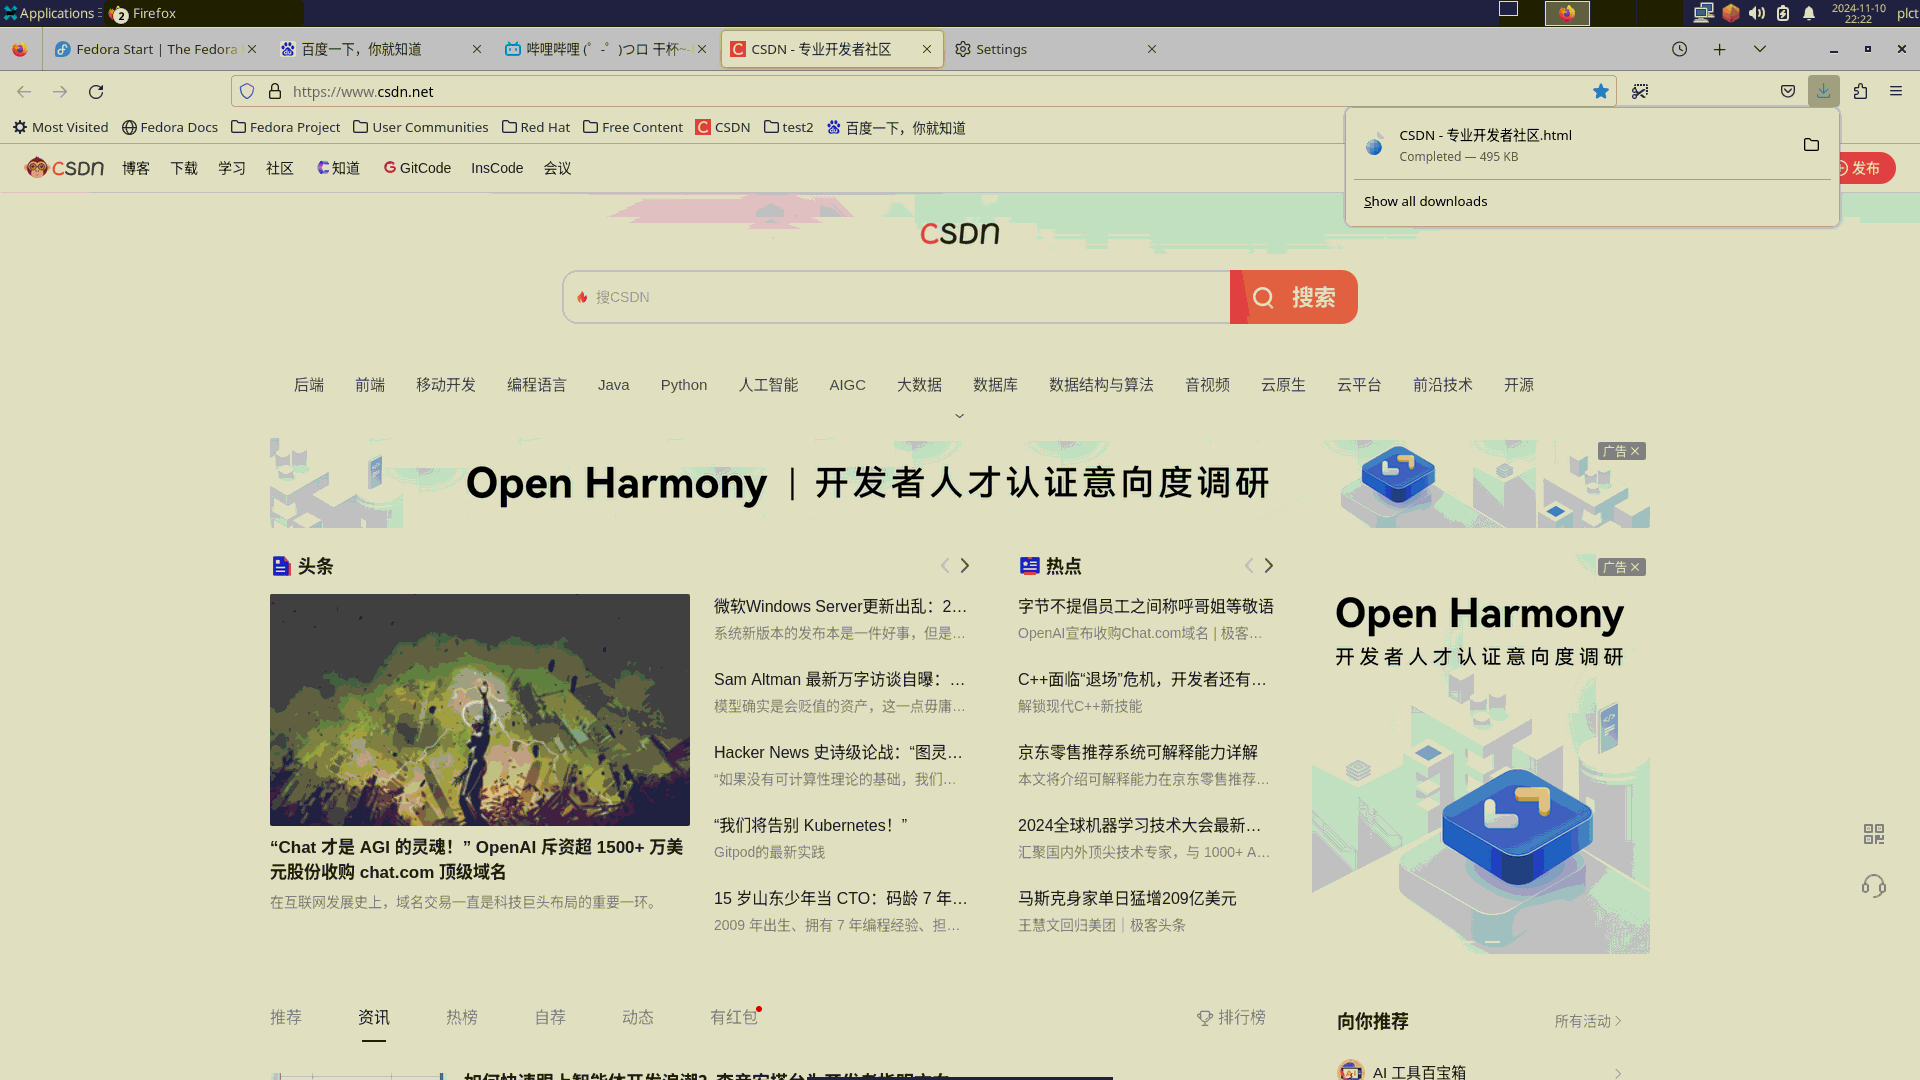 Applications
2 Firefox
2024-11-10
22:22
plct
Fedora Start | The Fedora
百度一下，你就知道
哔哩哔哩 (゜-゜)つロ 干杯~-
CSDN - 专业开发者社区
Settings
https://www.csdn.net
Most Visited
Fedora Docs
Fedora Project
User Communities
Red Hat
Free Content
CSDN
test2
百度一下，你就知道
CSDN - 专业开发者社区.html
Completed — 495 KB
Show all downloads
CSDN
博客
下载
学习
社区
C知道
GitCode
InsCode
会议
发布
CSDN
搜CSDN
搜索
后端
前端
移动开发
编程语言
Java
Python
人工智能
AIGC
大数据
数据库
数据结构与算法
音视频
云原生
云平台
前沿技术
开源
Open Harmony | 开发者人才认证意向度调研
广告
头条
“Chat 才是 AGI 的灵魂！” OpenAI 斥资超 1500+ 万美
元股份收购 chat.com 顶级域名
在互联网发展史上，域名交易一直是科技巨头布局的重要一环。
微软Windows Server更新出乱：2...
系统新版本的发布本是一件好事，但是...
Sam Altman 最新万字访谈自曝：...
模型确实是会贬值的资产，这一点毋庸...
Hacker News 史诗级论战：“图灵...
“如果没有可计算性理论的基础，我们...
“我们将告别 Kubernetes！”
Gitpod的最新实践
15 岁山东少年当 CTO：码龄 7 年...
2009 年出生、拥有 7 年编程经验、担...
热点
字节不提倡员工之间称呼哥姐等敬语
OpenAI宣布收购Chat.com域名 | 极客...
C++面临“退场”危机，开发者还有...
解锁现代C++新技能
京东零售推荐系统可解释能力详解
本文将介绍可解释能力在京东零售推荐...
2024全球机器学习技术大会最新...
汇聚国内外顶尖技术专家，与 1000+ A...
马斯克身家单日猛增209亿美元
王慧文回归美团｜极客头条
广告
Open Harmony
开发者人才认证意向度调研
推荐
资讯
热榜
自荐
动态
有红包
排行榜
向你推荐
所有活动
AI 工具百宝箱